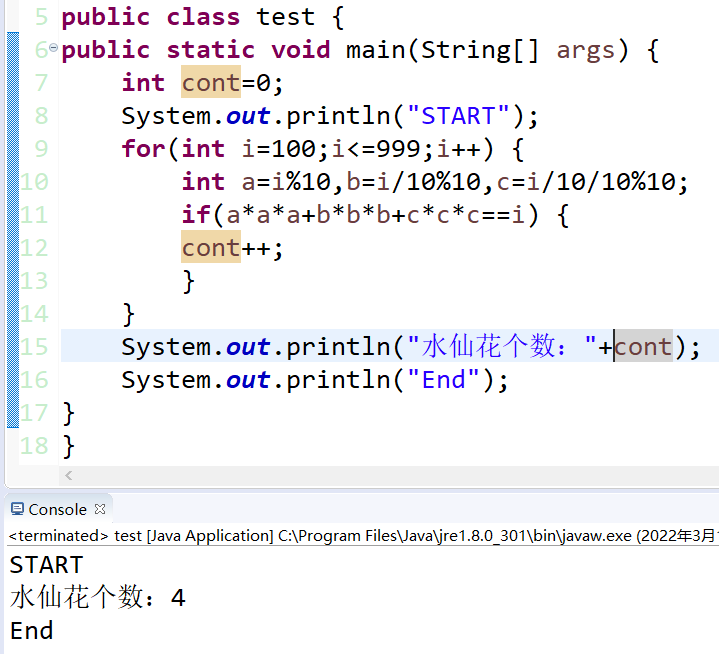 5 public class test {
6 public static void main(String[] args) {
7 int cont=0;
8 System.out.println("START");
9 for(int i=100;i<=999;i++) {
10 int a=i%10,b=i/10%10,c=i/10/10%10;
11 if(a*a*a+b*b*b+c*c*c==i) {
12 cont++;
13 }
14 }
15 System.out.println("水仙花个数："+cont);
16 System.out.println("End");
17 }
18 }
Console
<terminated> test [Java Application] C:\Program Files\Java\jre1.8.0_301\bin\javaw.exe (2022年3月
START
水仙花个数：4
End